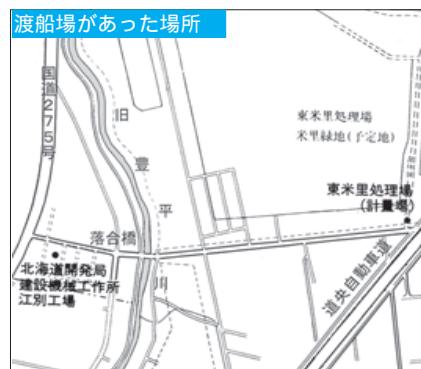 渡船場があった場所
国道275号
旧豊平川
東米里処理場
米里緑地(予定地)
東米里処理場
(計量場)
落合橋
北海道開発局
建設機械工作所
江別工場
道央自動車道